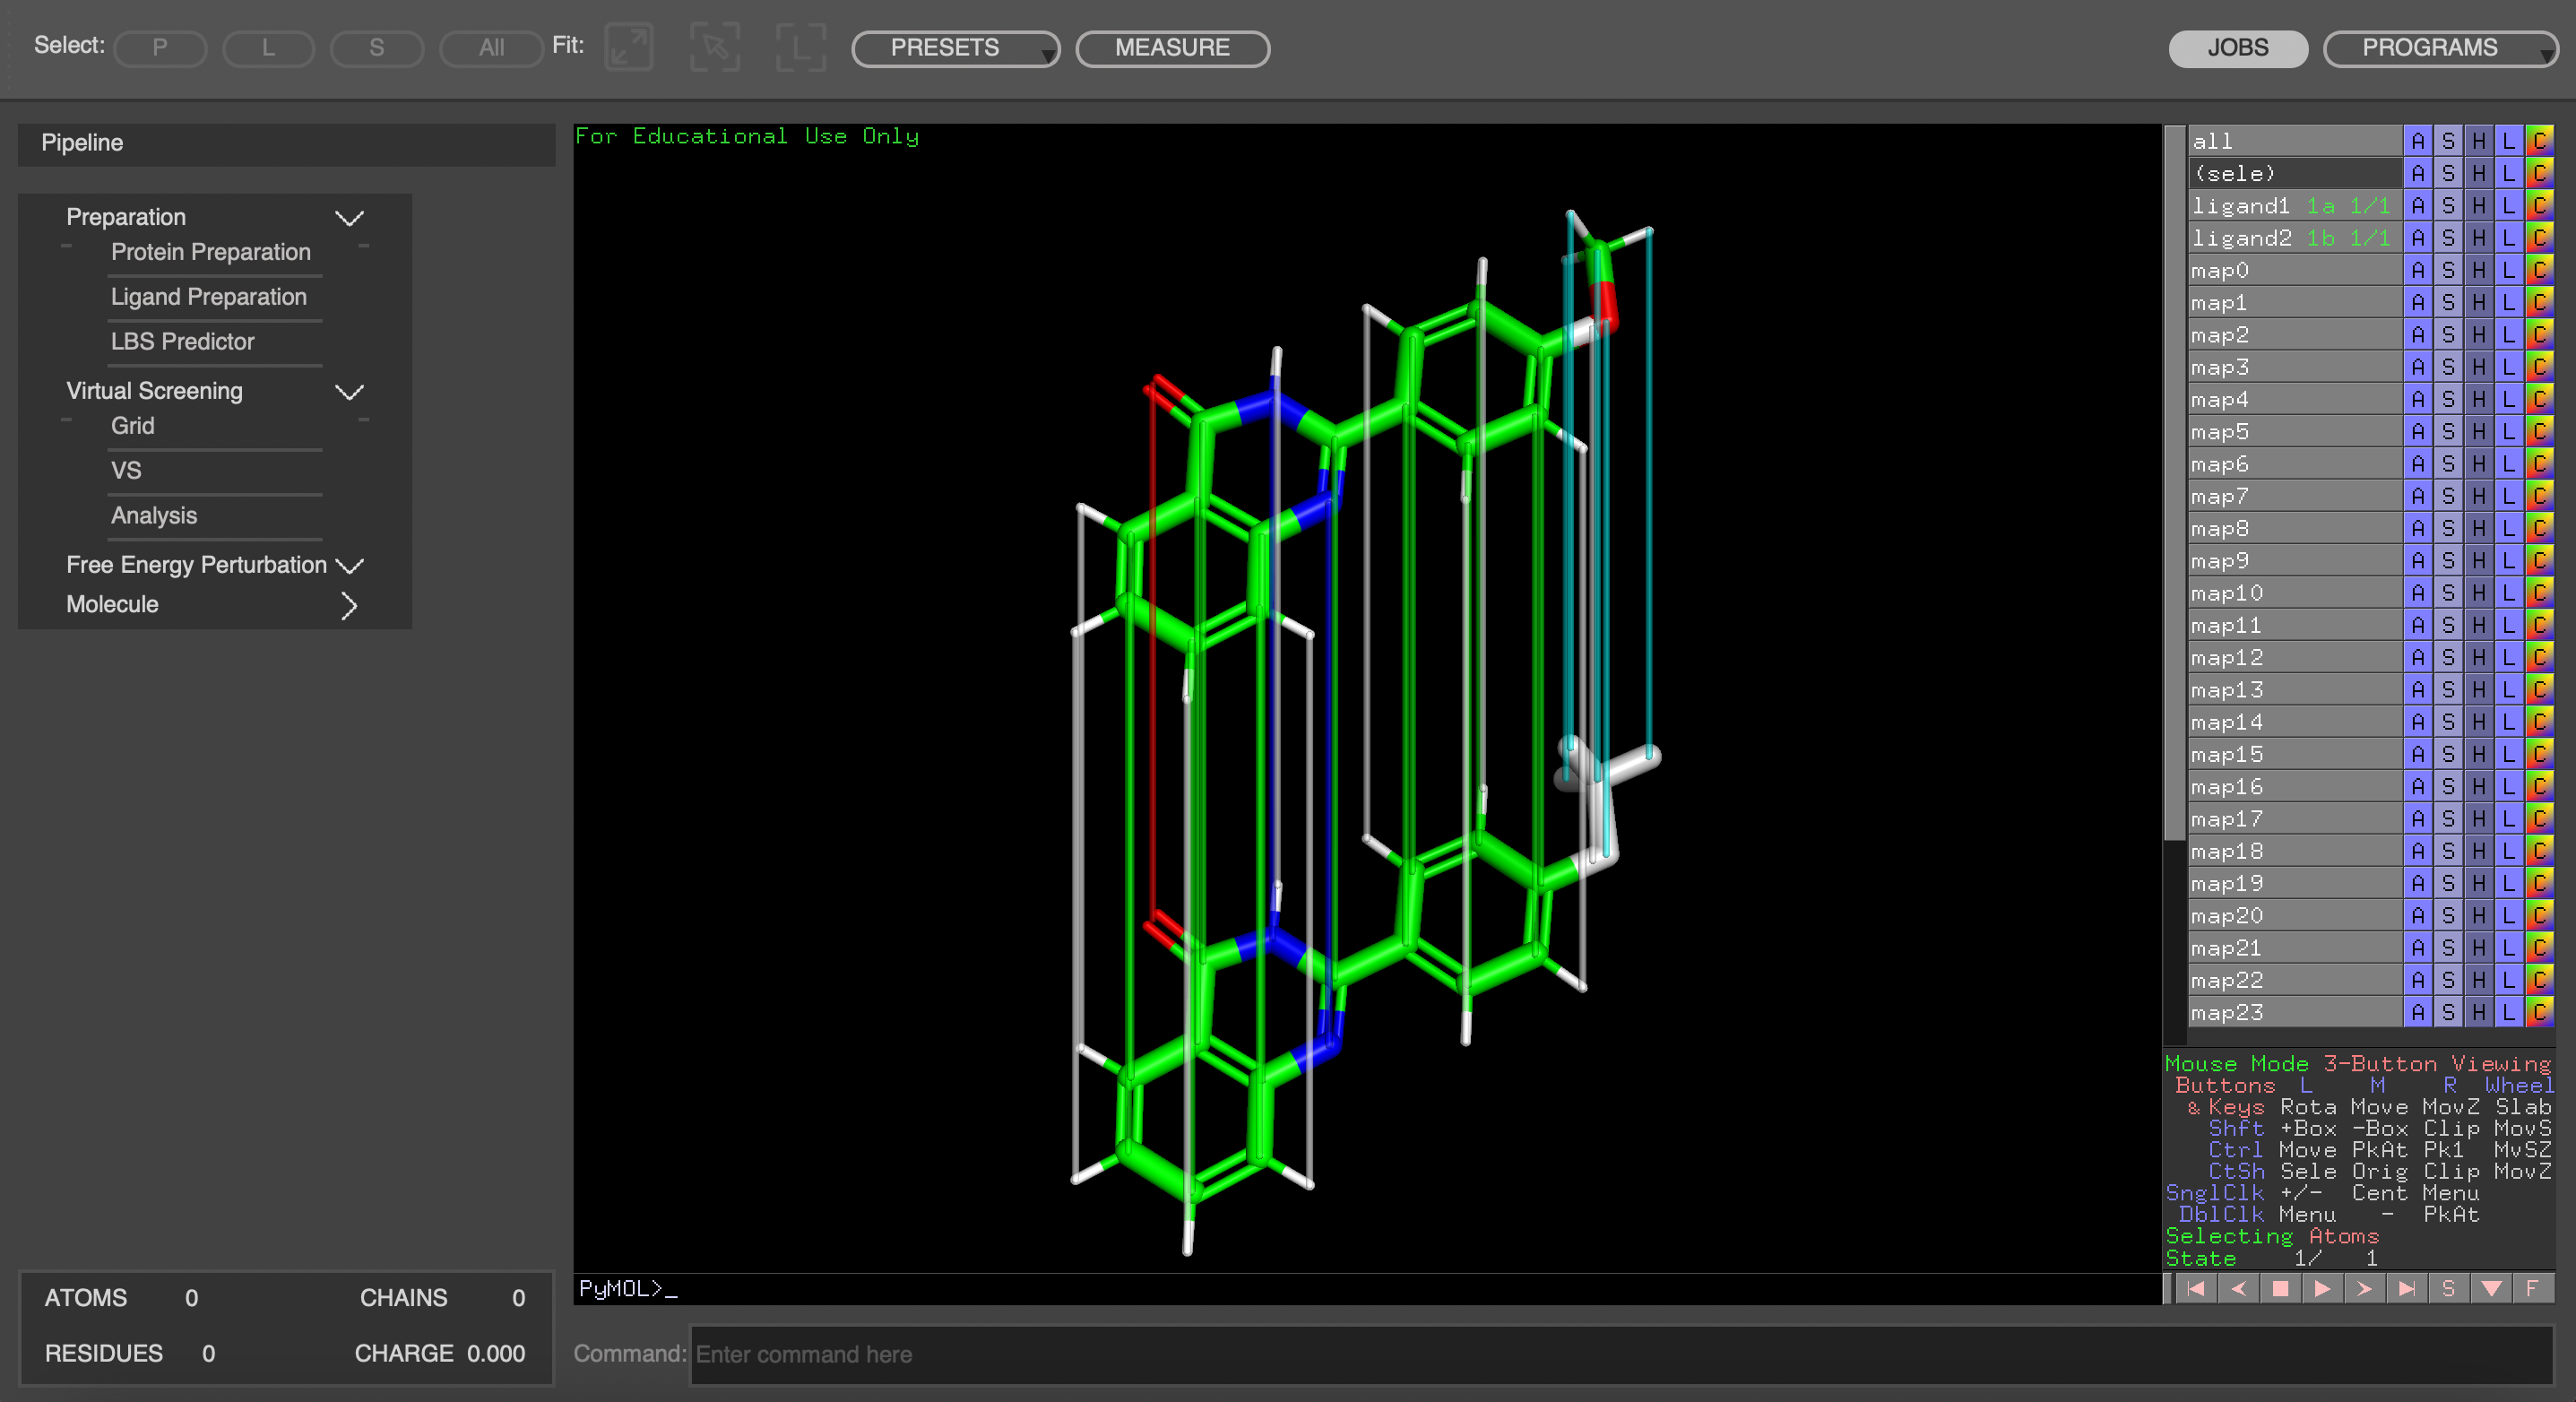 Select: P L S All Fit: L PRESETS MEASURE JOBS PROGRAMS
Pipeline
Preparation
Protein Preparation
Ligand Preparation
LBS Predictor
Virtual Screening
Grid
VS
Analysis
Free Energy Perturbation
Molecule
ATOMS 0 CHAINS 0
RESIDUES 0 CHARGE 0.000
For Educational Use Only
PyMOL>_
Command: Enter command here
all A S H L C
(sele) A S H L C
ligand1 1a 1/1 A S H L C
ligand2 1b 1/1 A S H L C
map0 A S H L C
map1 A S H L C
map2 A S H L C
map3 A S H L C
map4 A S H L C
map5 A S H L C
map6 A S H L C
map7 A S H L C
map8 A S H L C
map9 A S H L C
map10 A S H L C
map11 A S H L C
map12 A S H L C
map13 A S H L C
map14 A S H L C
map15 A S H L C
map16 A S H L C
map17 A S H L C
map18 A S H L C
map19 A S H L C
map20 A S H L C
map21 A S H L C
map22 A S H L C
map23 A S H L C
Mouse Mode 3-Button Viewing
Buttons L M R Wheel
& Keys Rota Move MovZ Slab
Shft +Box -Box Clip MovS
Ctrl Move PkAt Pk1 MvSZ
CtSh Sele Orig Clip MovZ
SnglClk +/- Cent Menu
DblClk Menu - PkAt
Selecting Atoms
State 1/ 1
S F